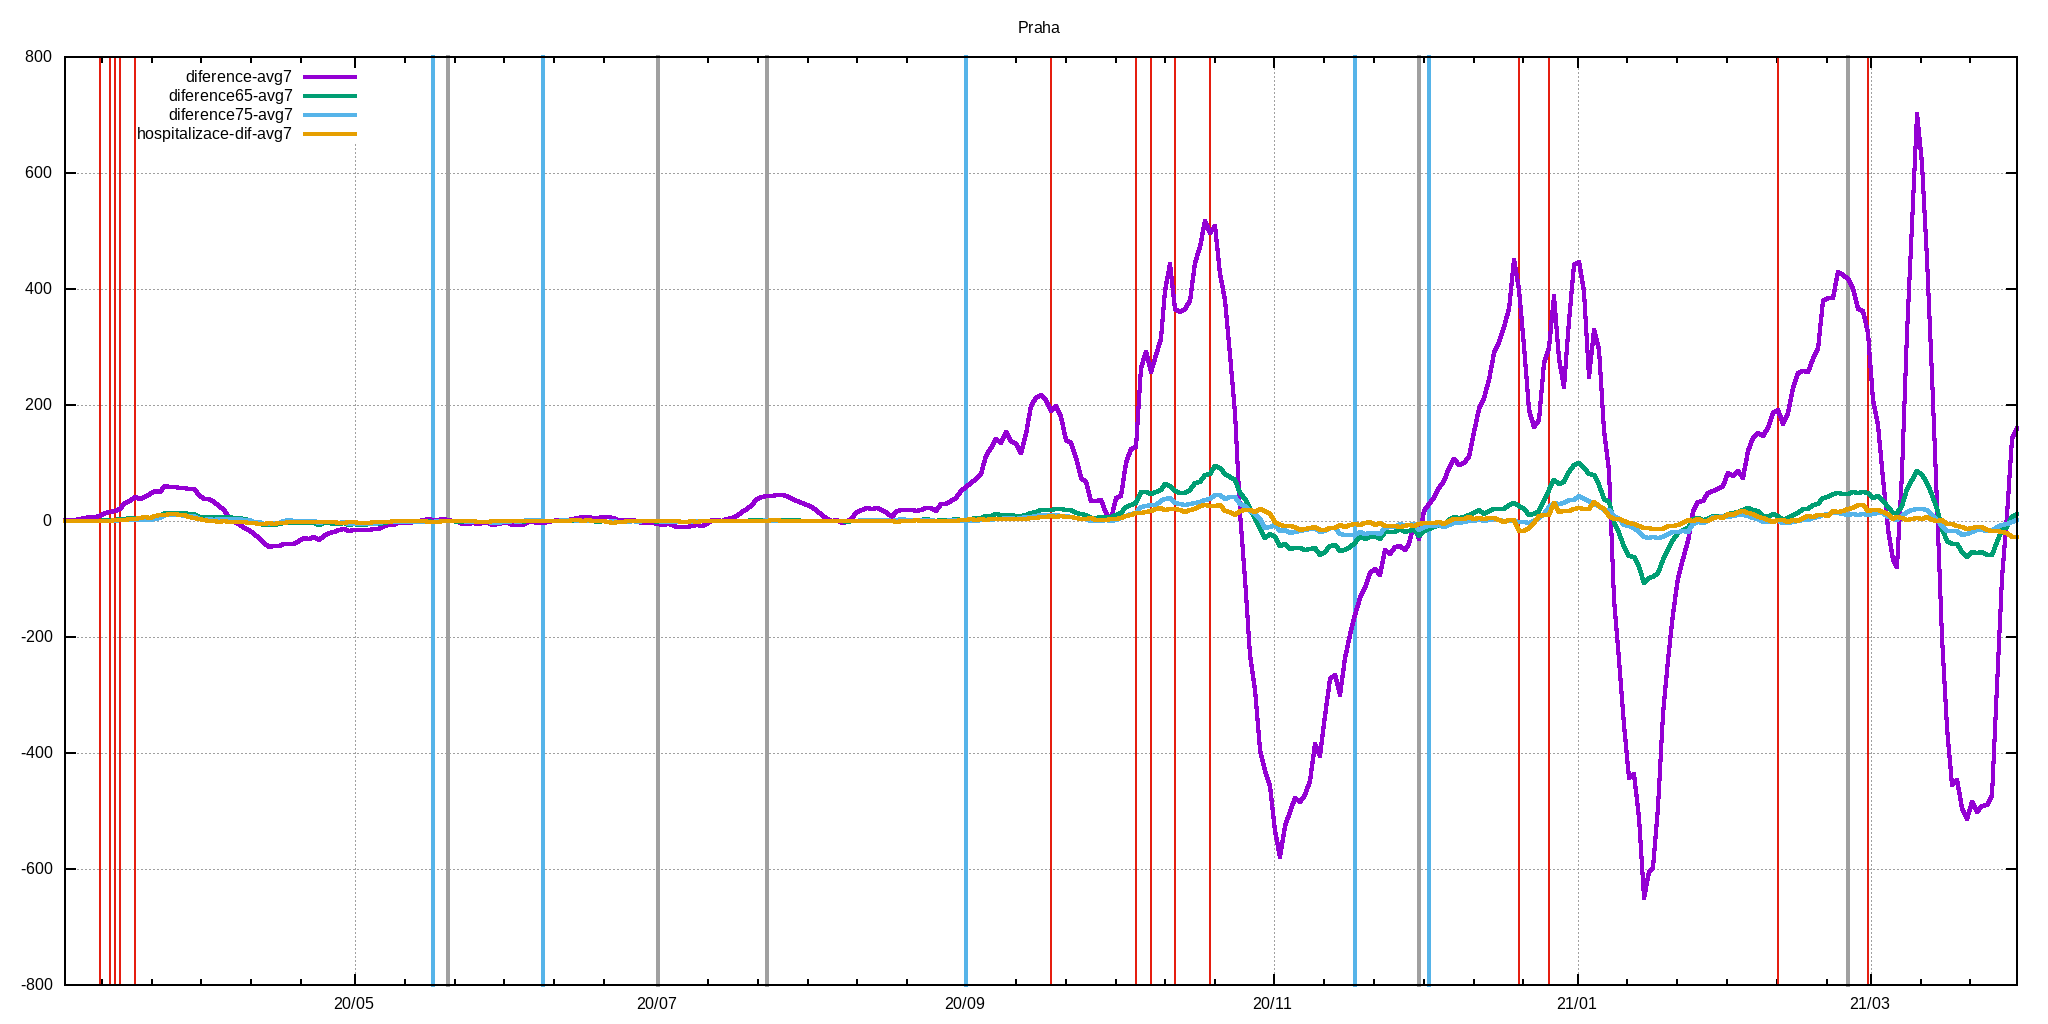 Praha
diference-avg7
diference65-avg7
diference75-avg7
hospitalizace-dif-avg7
800
600
400
200
0
-200
-400
-600
-800
20/05 20/07 20/09 20/11 21/01 21/03